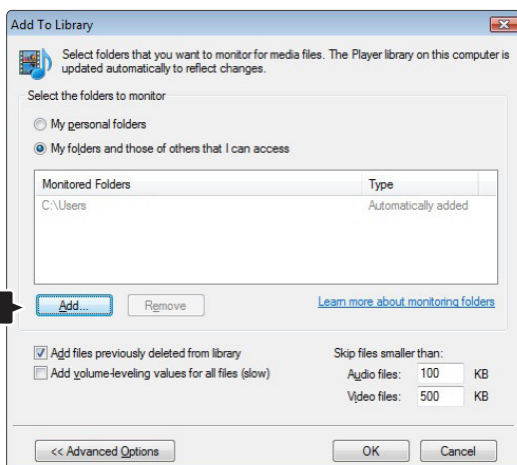 Add To Library
Select folders that you want to monitor for media files. The Player library on this computer is
updated automatically to reflect changes.
Select the folders to monitor
My personal folders
My folders and those of others that I can access
Monitored Folders Type
C:\Users Automatically added
Add... Remove Learn more about monitoring folders
Add files previously deleted from library Skip files smaller than:
Add volume-leveling values for all files (slow) Audio files: 100 KB
Video files: 500 KB
<< Advanced Options OK Cancel